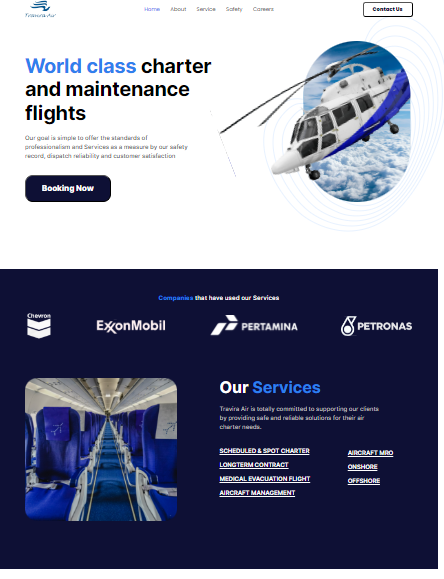 Travira Air
Home About Service Safety Careers
Contact Us
World class charter
and maintenance
flights
Our goal is simple to offer the standards of
professionalism and Services as a measure by our safety
record, dispatch reliability and customer satisfaction
Booking Now
Companies that have used our Services
Chevron
ExxonMobil
PERTAMINA
PETRONAS
Our Services
Travira Air is totally committed to supporting our clients
by providing safe and reliable solutions for their air
charter needs.
SCHEDULED & SPOT CHARTER
LONGTERM CONTRACT
MEDICAL EVACUATION FLIGHT
AIRCRAFT MANAGEMENT
AIRCRAFT MRO
ONSHORE
OFFSHORE